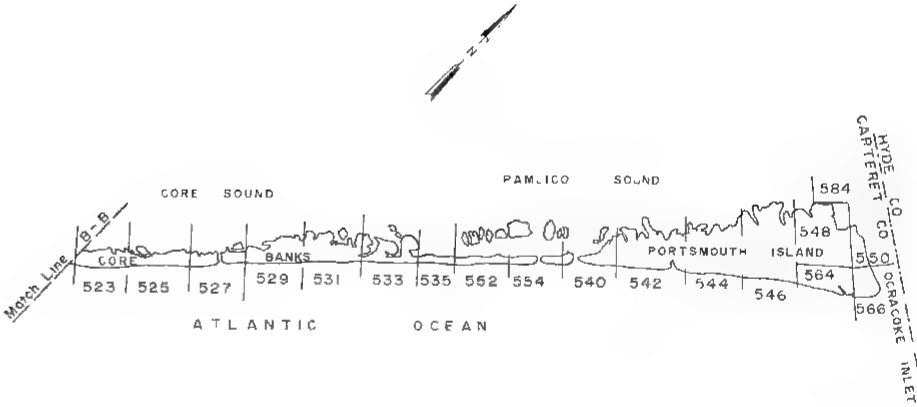 N
HYDE CO
CARTERET CO
PAMLICO SOUND
CORE SOUND
584
Match Line B-B
548
CORE BANKS
PORTSMOUTH ISLAND
550
523 525 527 529 531 533 535 552 554 540 542 544 546 564
566
OCRACOKE INLET
ATLANTIC OCEAN